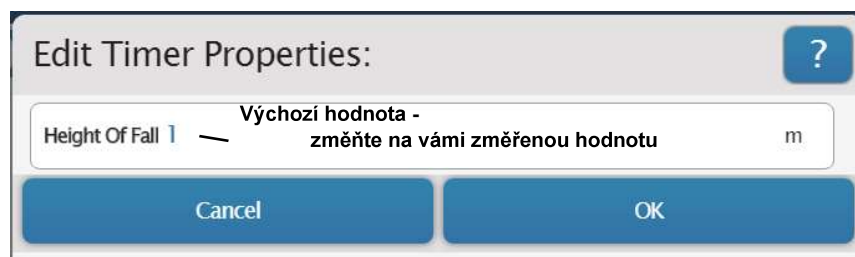 Edit Timer Properties:
?
Výchozí hodnota -
Height Of Fall 1
změňte na vámi změřenou hodnotu
m
Cancel
OK